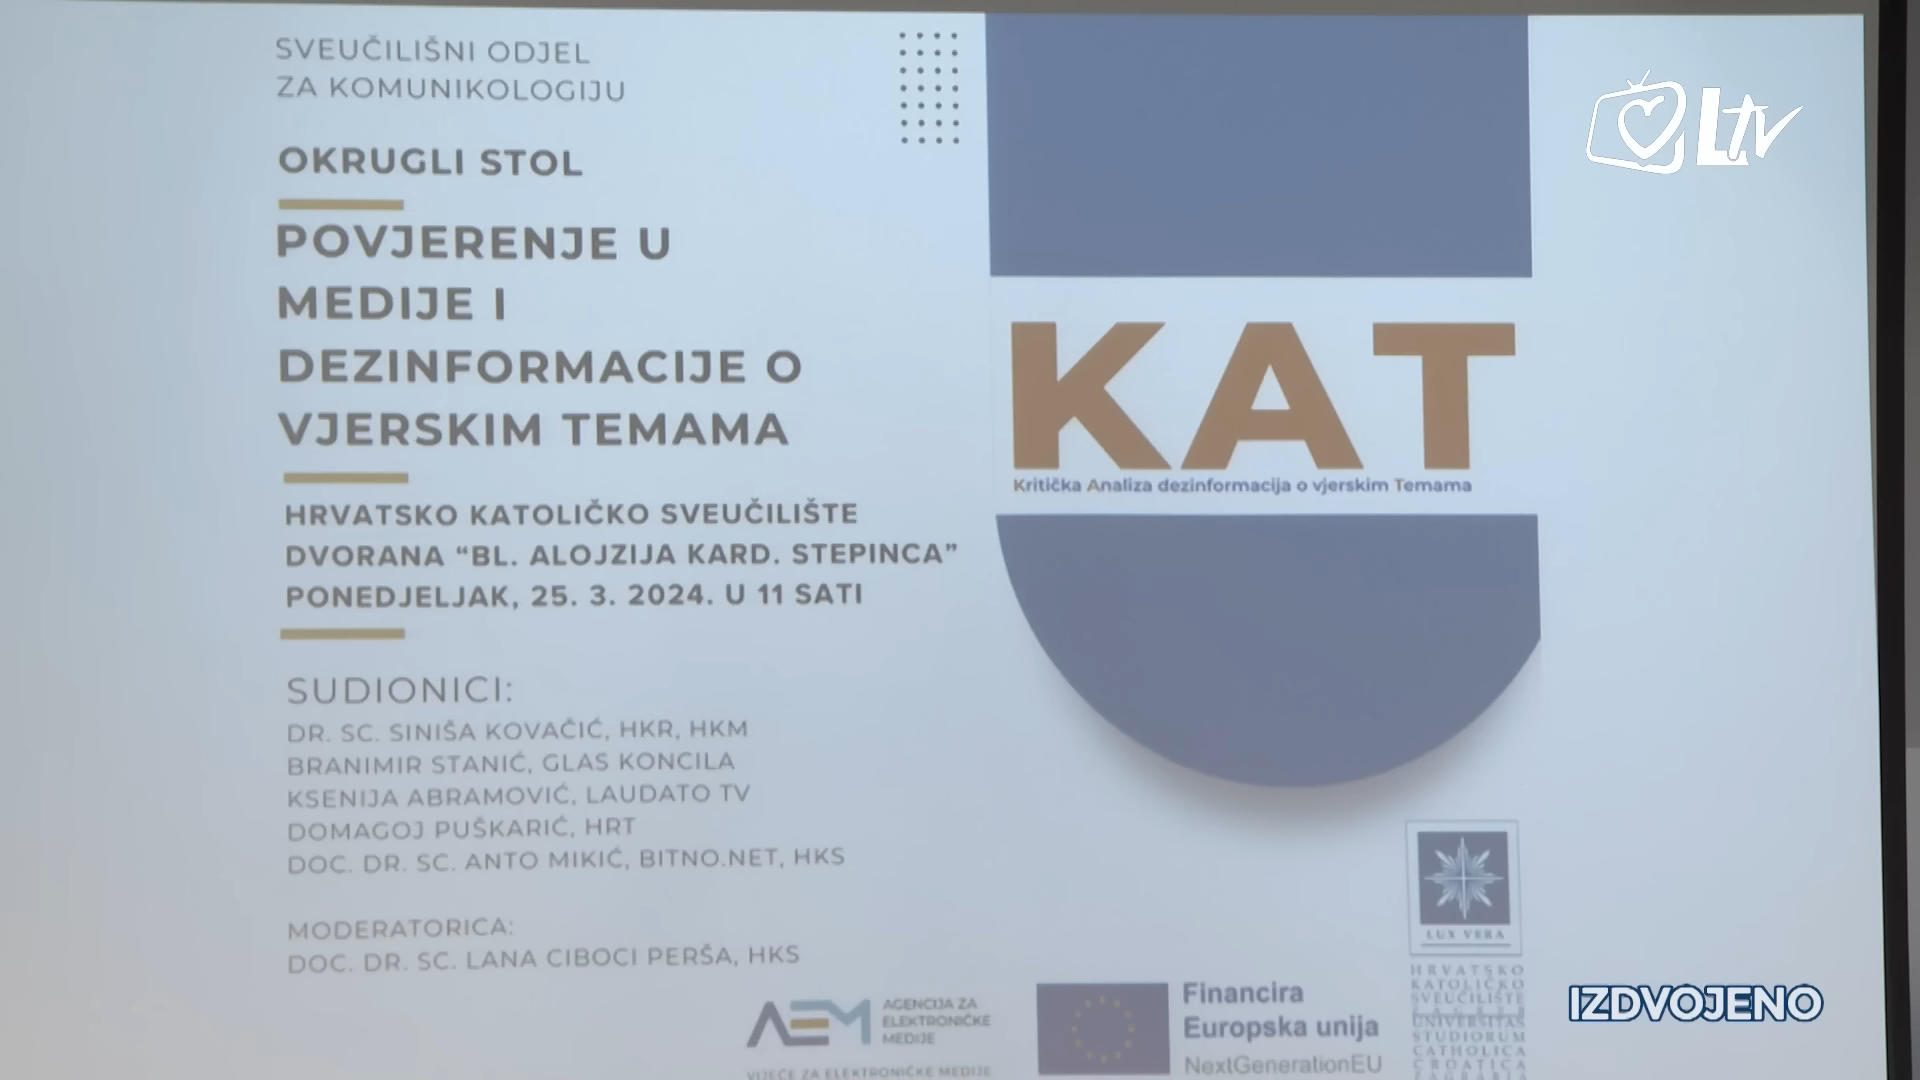 SVEUČILIŠNI ODJEL
ZA KOMUNIKOLOGIJU
OKRUGLI STOL
POVJERENJE U
MEDIJE I
DEZINFORMACIJE O
VJERSKIM TEMAMA
HRVATSKO KATOLIČKO SVEUČILIŠTE
DVORANA “BL. ALOJZIJA KARD. STEPINCA”
PONEDJELJAK, 25. 3. 2024. U 11 SATI
SUDIONICI:
DR. SC. SINIŠA KOVAČIĆ, HKR, HKM
BRANIMIR STANIĆ, GLAS KONCILA
KSENIJA ABRAMOVIĆ, LAUDATO TV
DOMAGOJ PUŠKARIĆ, HRT
DOC. DR. SC. ANTO MIKIĆ, BITNO.NET, HKS
MODERATORICA:
DOC. DR. SC. LANA CIBOCI PERŠA, HKS
AEM
AGENCIJA ZA
ELEKTRONIČKE
MEDIJE
VIJEĆE ZA ELEKTRONIČKE MEDIJE
KAT
Kritička Analiza dezinformacija o vjerskim Temama
Financira
Europska unija
NextGenerationEU
LUX VERA
HRVATSKO
KATOLIČKO
SVEUČILIŠTE
ZAGREB
UNIVERSITAS
STUDIORUM
CATHOLICA
CROATICA
ZAGRABIA
LTV
IZDVOJENO